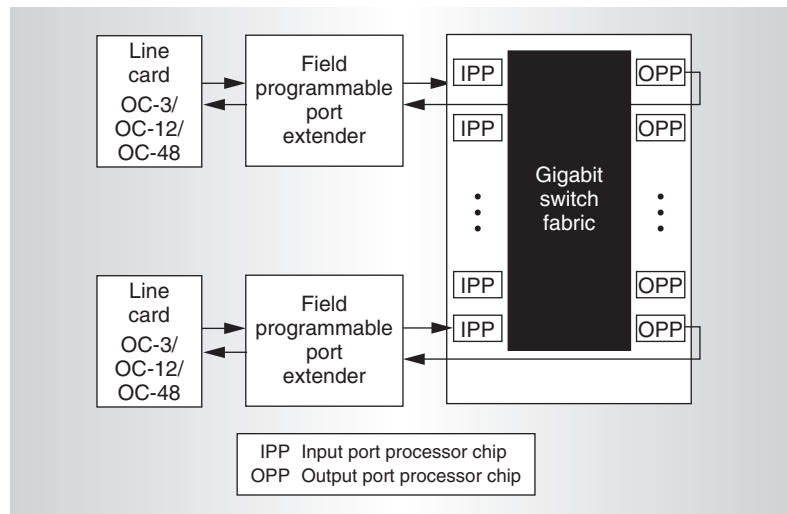 Line
card
OC-3/
OC-12/
OC-48
Field
programmable
port
extender
IPP
OPP
IPP
OPP
Gigabit
switch
fabric
Line
card
OC-3/
OC-12/
OC-48
Field
programmable
port
extender
IPP
OPP
IPP
OPP
IPP Input port processor chip
OPP Output port processor chip